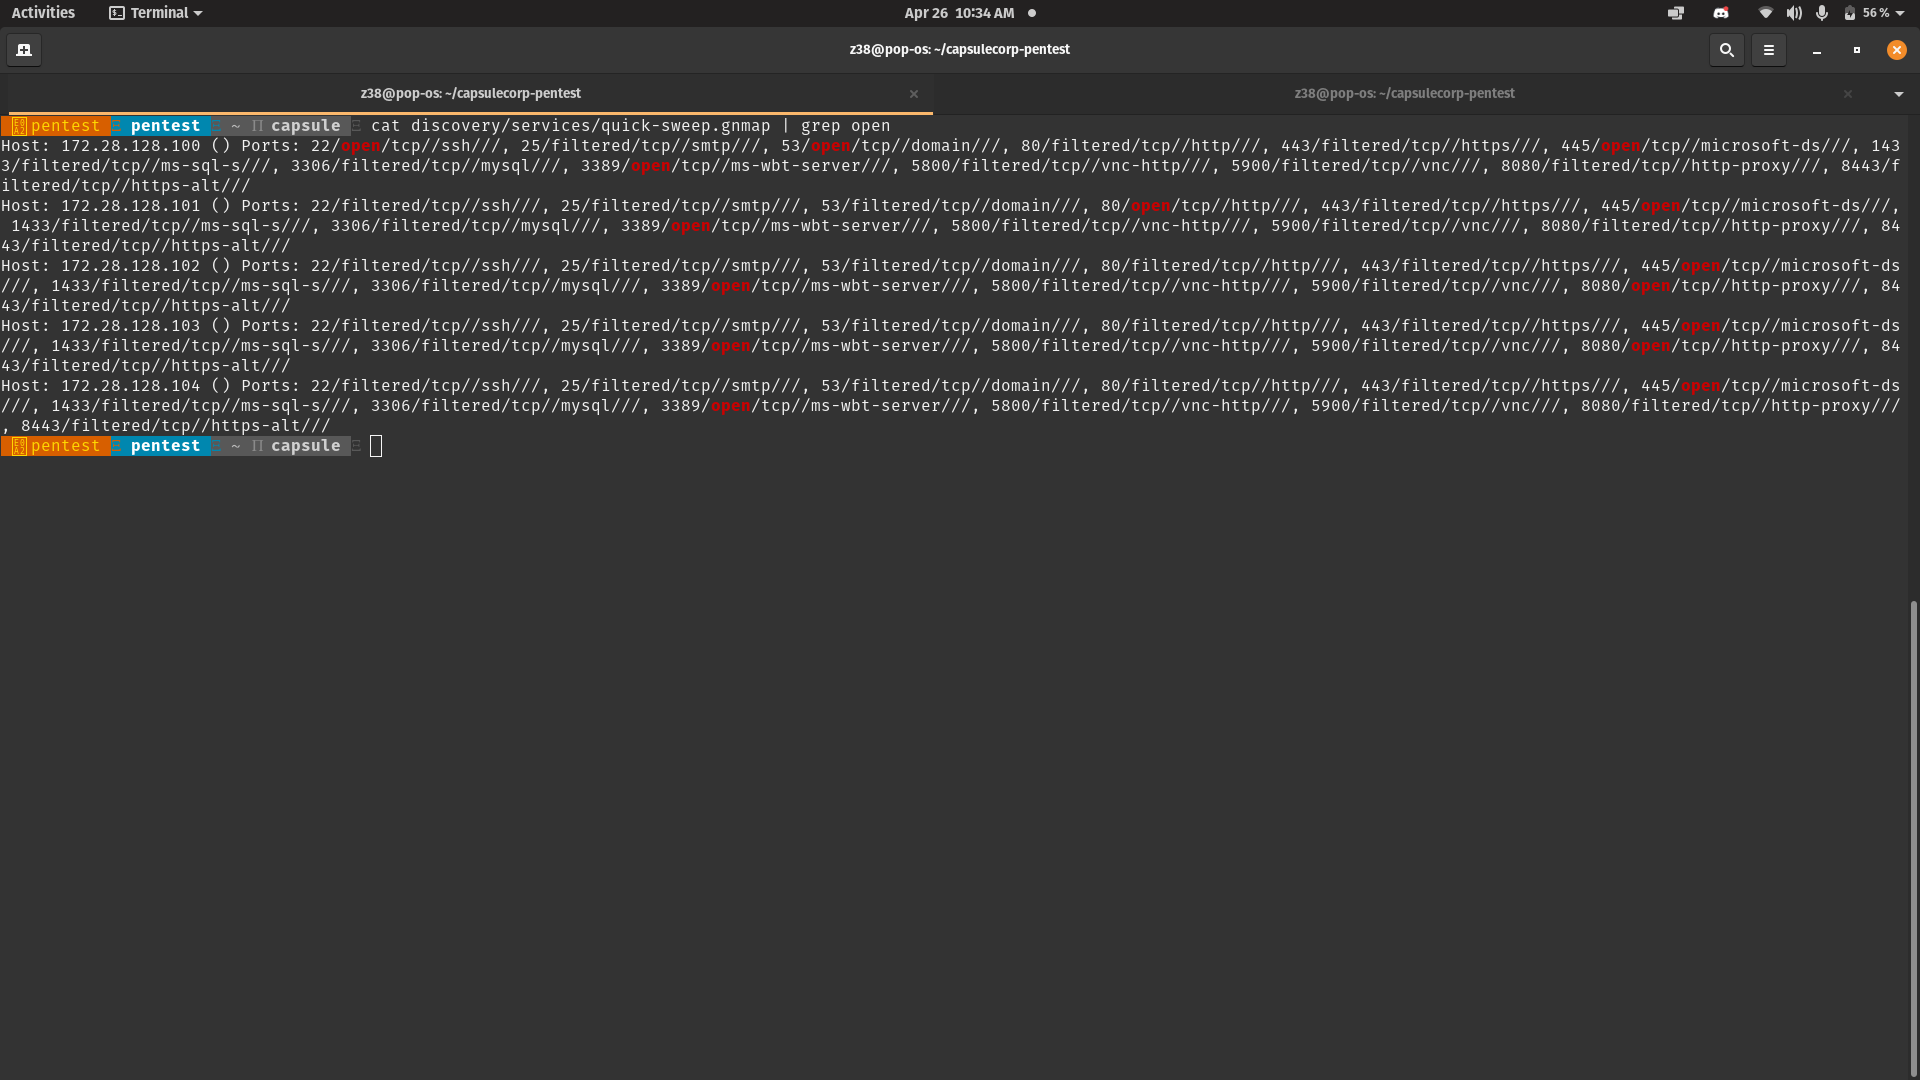 Activities Terminal Apr 26 10:34 AM 56 %
z38@pop-os: ~/capsulecorp-pentest
z38@pop-os: ~/capsulecorp-pentest z38@pop-os: ~/capsulecorp-pentest
pentest pentest ~ capsule cat discovery/services/quick-sweep.gnmap | grep open
Host: 172.28.128.100 () Ports: 22/open/tcp//ssh///, 25/filtered/tcp//smtp///, 53/open/tcp//domain///, 80/filtered/tcp//http///, 443/filtered/tcp//https///, 445/open/tcp//microsoft-ds///, 143
3/filtered/tcp//ms-sql-s///, 3306/filtered/tcp//mysql///, 3389/open/tcp//ms-wbt-server///, 5800/filtered/tcp//vnc-http///, 5900/filtered/tcp//vnc///, 8080/filtered/tcp//http-proxy///, 8443/f
iltered/tcp//https-alt///
Host: 172.28.128.101 () Ports: 22/filtered/tcp//ssh///, 25/filtered/tcp//smtp///, 53/filtered/tcp//domain///, 80/open/tcp//http///, 443/filtered/tcp//https///, 445/open/tcp//microsoft-ds///,
1433/filtered/tcp//ms-sql-s///, 3306/filtered/tcp//mysql///, 3389/open/tcp//ms-wbt-server///, 5800/filtered/tcp//vnc-http///, 5900/filtered/tcp//vnc///, 8080/filtered/tcp//http-proxy///, 84
43/filtered/tcp//https-alt///
Host: 172.28.128.102 () Ports: 22/filtered/tcp//ssh///, 25/filtered/tcp//smtp///, 53/filtered/tcp//domain///, 80/filtered/tcp//http///, 443/filtered/tcp//https///, 445/open/tcp//microsoft-ds
///, 1433/filtered/tcp//ms-sql-s///, 3306/filtered/tcp//mysql///, 3389/open/tcp//ms-wbt-server///, 5800/filtered/tcp//vnc-http///, 5900/filtered/tcp//vnc///, 8080/open/tcp//http-proxy///, 84
43/filtered/tcp//https-alt///
Host: 172.28.128.103 () Ports: 22/filtered/tcp//ssh///, 25/filtered/tcp//smtp///, 53/filtered/tcp//domain///, 80/filtered/tcp//http///, 443/filtered/tcp//https///, 445/open/tcp//microsoft-ds
///, 1433/filtered/tcp//ms-sql-s///, 3306/filtered/tcp//mysql///, 3389/open/tcp//ms-wbt-server///, 5800/filtered/tcp//vnc-http///, 5900/filtered/tcp//vnc///, 8080/open/tcp//http-proxy///, 84
43/filtered/tcp//https-alt///
Host: 172.28.128.104 () Ports: 22/filtered/tcp//ssh///, 25/filtered/tcp//smtp///, 53/filtered/tcp//domain///, 80/filtered/tcp//http///, 443/filtered/tcp//https///, 445/open/tcp//microsoft-ds
///, 1433/filtered/tcp//ms-sql-s///, 3306/filtered/tcp//mysql///, 3389/open/tcp//ms-wbt-server///, 5800/filtered/tcp//vnc-http///, 5900/filtered/tcp//vnc///, 8080/filtered/tcp//http-proxy///
, 8443/filtered/tcp//https-alt///
pentest pentest ~ capsule